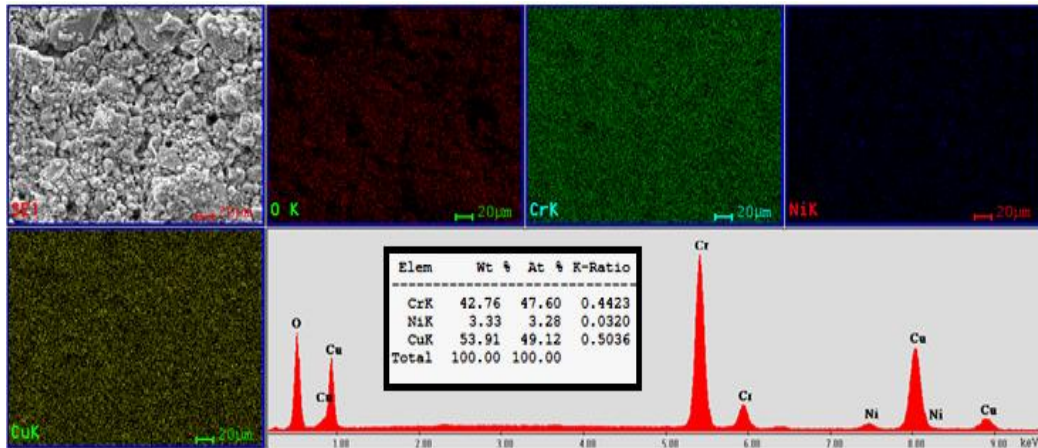 SE1 20µm
O K 20µm
CrK 20µm
NiK 20µm
CuK 20µm
Elem Wt % At % K-Ratio
CrK 42.76 47.60 0.4423
NiK 3.33 3.28 0.0320
CuK 53.91 49.12 0.5036
Total 100.00 100.00
O
Cu
Cu
Cr
Cr
Ni
Cu
Ni
Cu
1.00 2.00 3.00 4.00 5.00 6.00 7.00 8.00 9.00 keV